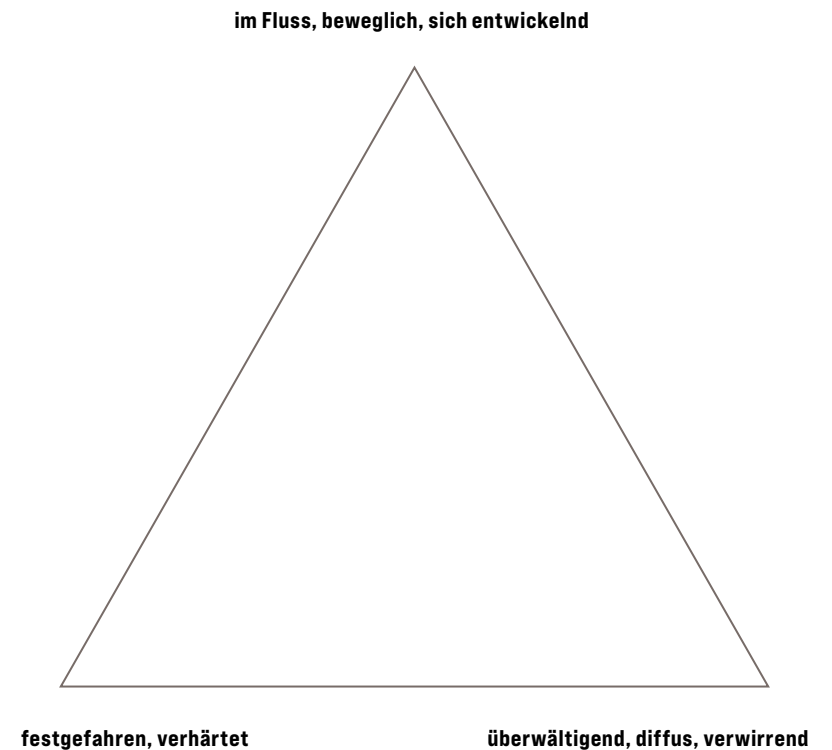 im Fluss, beweglich, sich entwickelnd
festgefahren, verhärtet
überwältigend, diffus, verwirrend